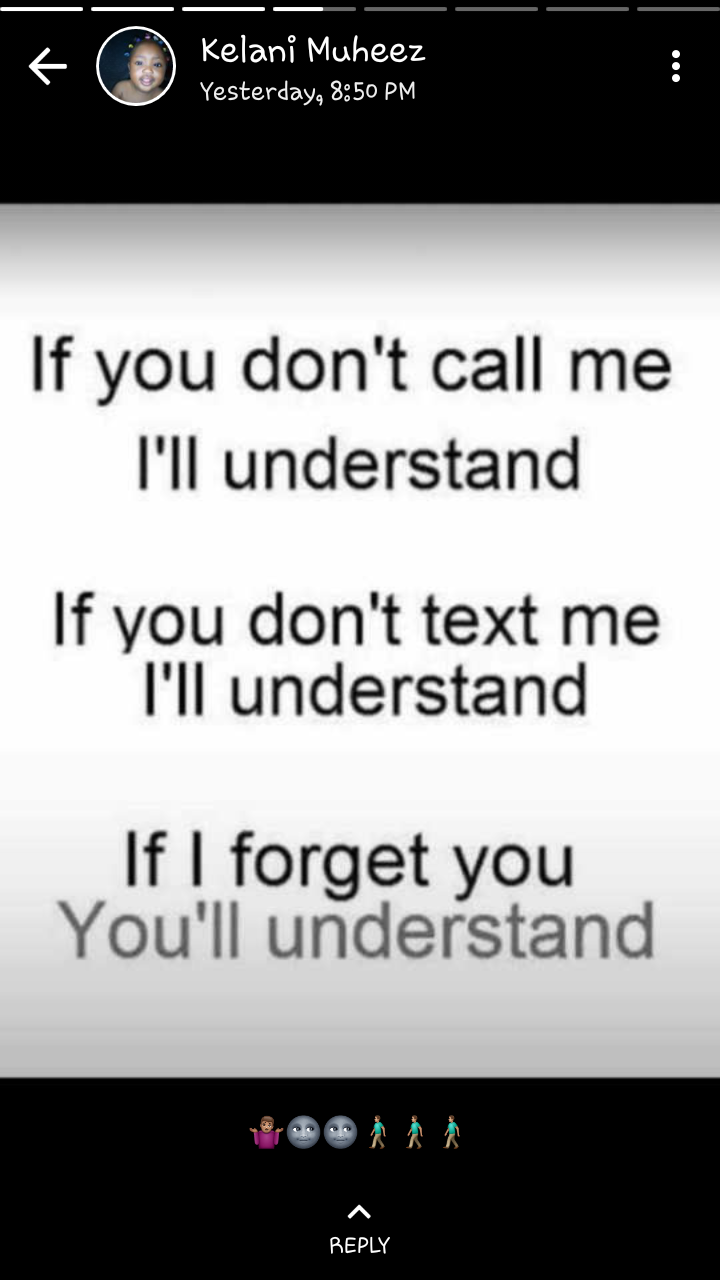 Kelani Muheez
Yesterday, 8:50 PM
If you don't call me
I'll understand
If you don't text me
I'll understand
If I forget you
You'll understand
🤷🏽‍♀️🌚🌚🚶🏽‍♂️🚶🏽‍♂️🚶🏽‍♂️
REPLY